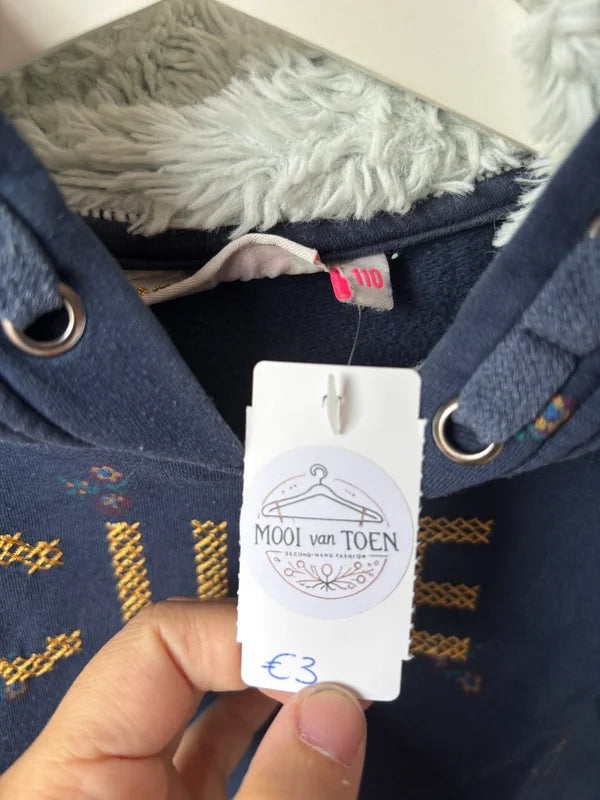 110
MOOI van TOEN
SECOND-HAND FASHION
€3